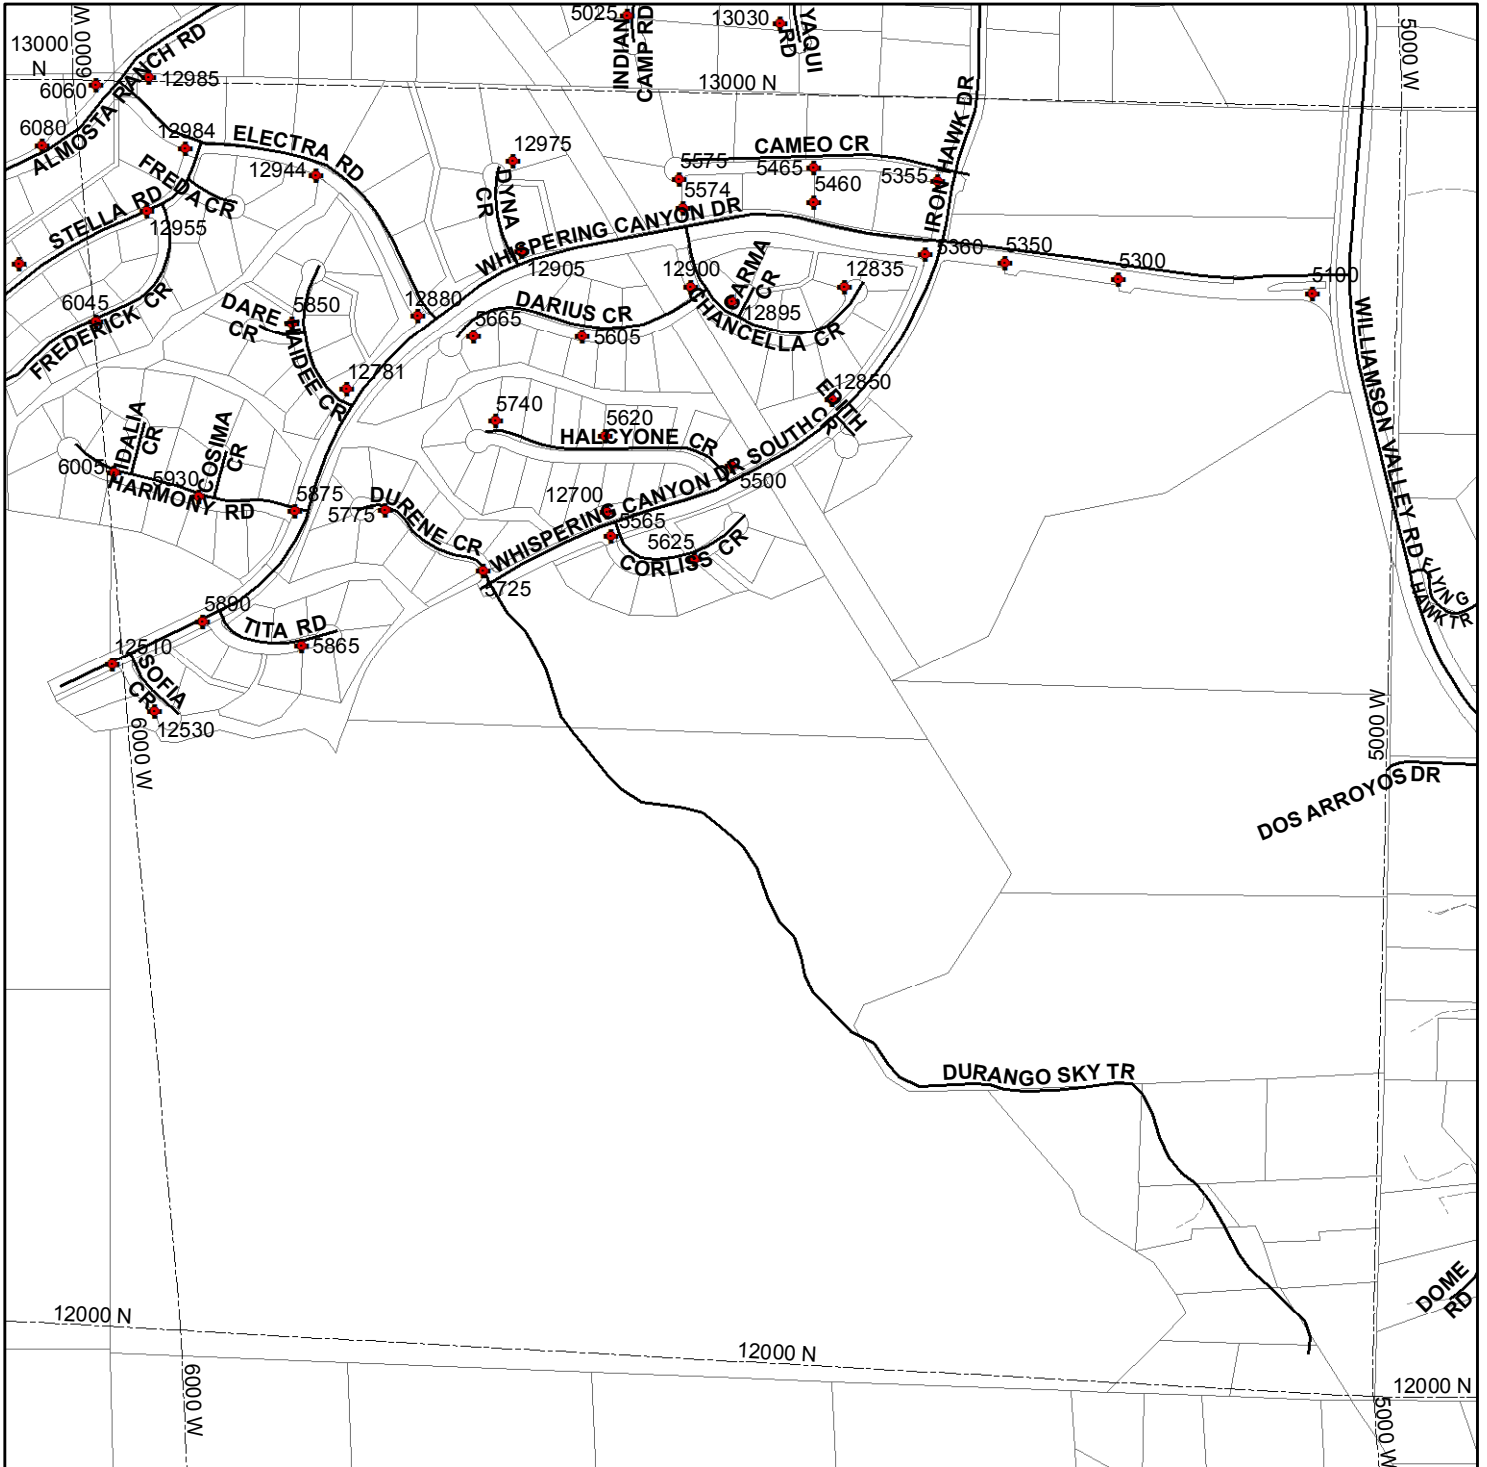 5025
INDIAN
CAMP RD
13030
YAQUI
RD
6000 W
5000 W
13000
N
ALMOSTA RANCH RD
6060
12985
13000 N
IRON HAWK DR
6080
12984
ELECTRA RD
12944
12975
CAMEO CR
5575
5465
5355
5574
5460
FREDA CR
DYNA
CR
STELLA RD
12955
WHISPERING CANYON DR
12905
12900
CARMA
CR
12895
12835
5360
5350
5300
5100
6045
FREDERICK CR
DARE
CR
5850
12880
DARIUS CR
5665
5605
CHANCELLA CR
HAIDEE CR
12781
12850
EDITH
CR
WILLIAMSON VALLEY RD
IDALIA
CR
COSIMA
CR
5740
5620
HALCYONE CR
6005
5930
HARMONY RD
5875
5775
DURENE CR
12700
5500
WHISPERING CANYON DR SOUTH
5565
5625
CORLISS CR
5725
FLYING
HAWK TR
5890
TITA RD
5865
12510
SOFIA
CR
12530
6000 W
5000 W
DOS ARROYOS DR
DURANGO SKY TR
DOME
RD
12000 N
12000 N
12000 N
6000 W
5000 W